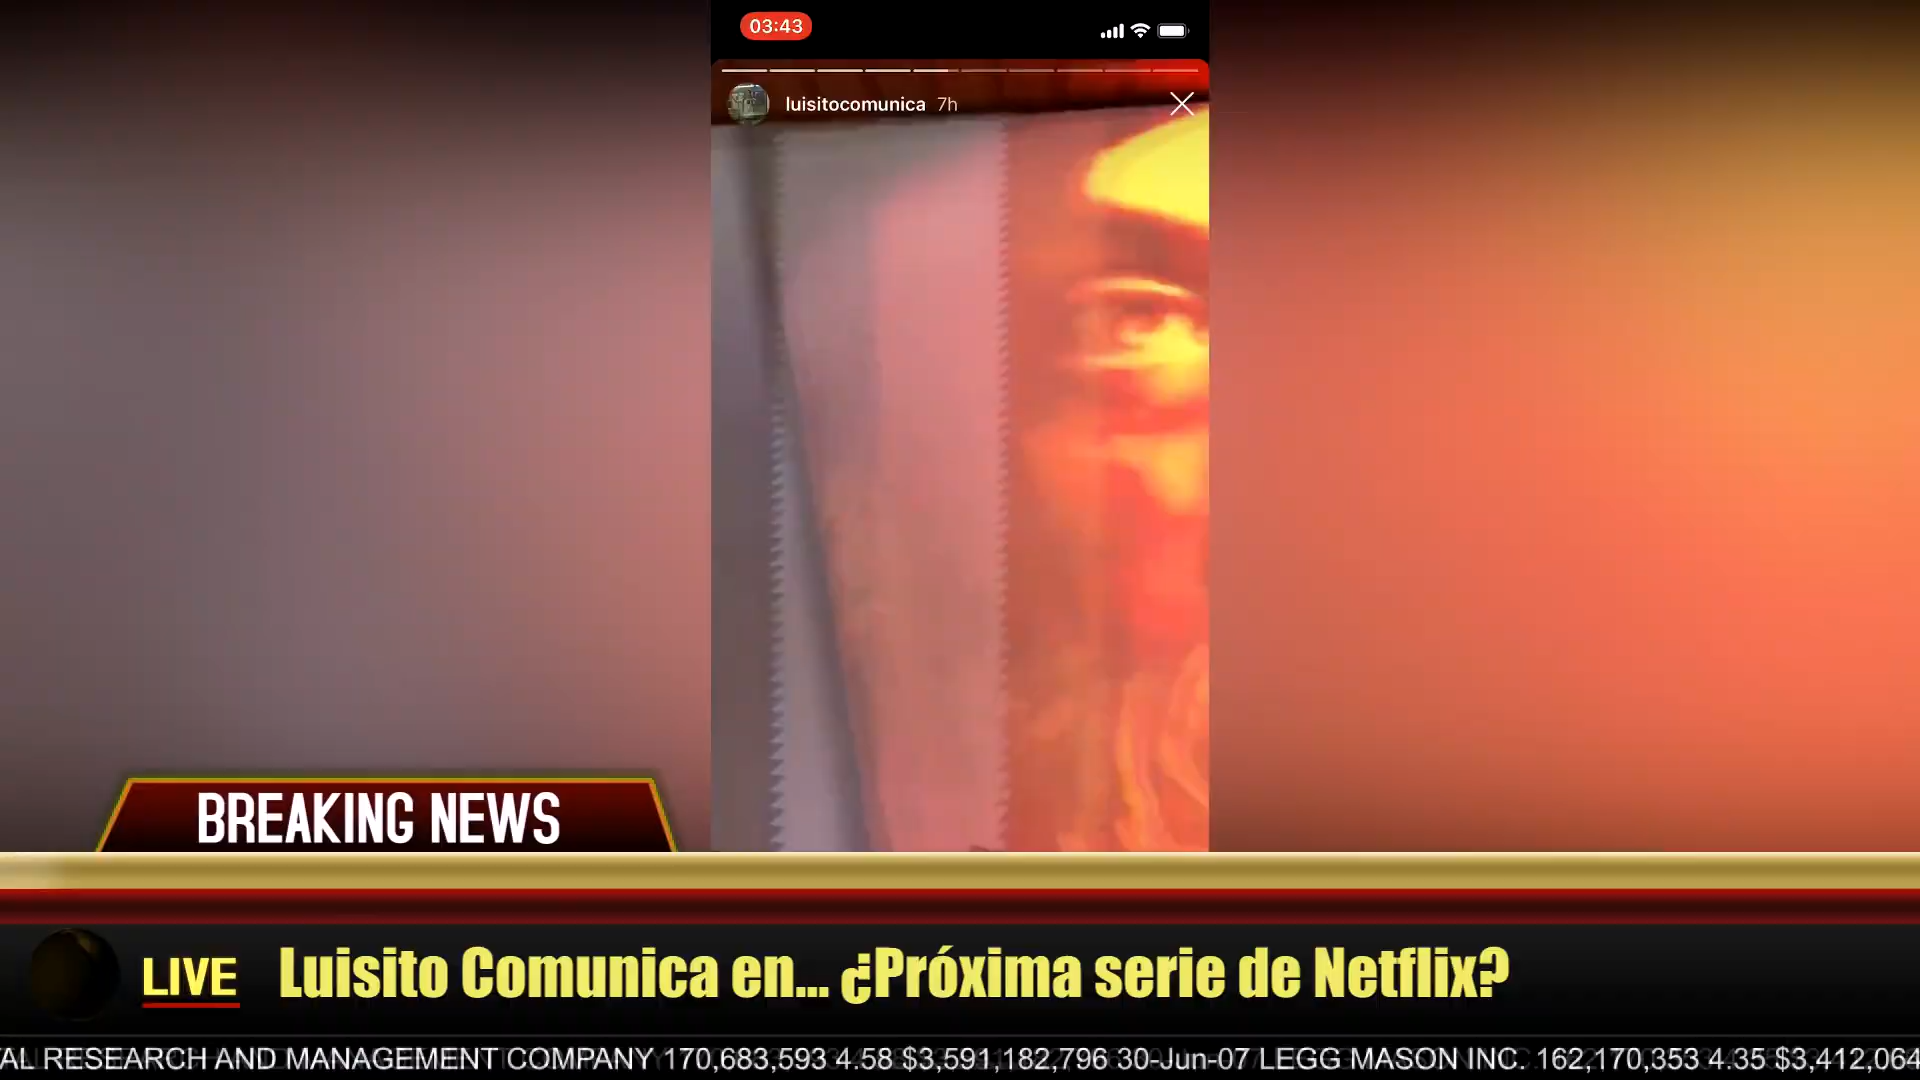 03:43
luisitocomunica 7h
BREAKING NEWS
LIVE
Luisito Comunica en... ¿Próxima serie de Netflix?
AL RESEARCH AND MANAGEMENT COMPANY 170,683,593 4.58 $3,591,182,796 30-Jun-07 LEGG MASON INC. 162,170,353 4.35 $3,412,064